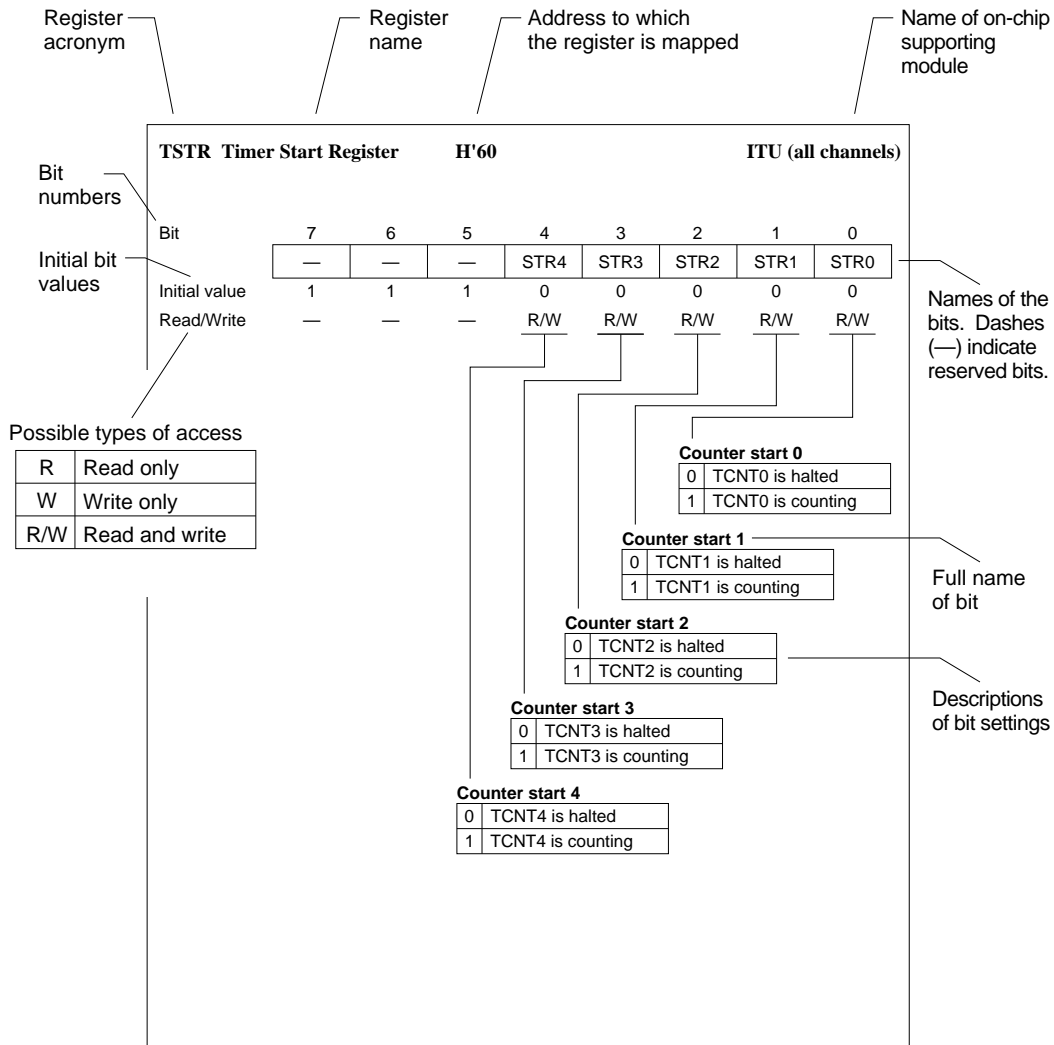 Register
acronym
Register
name
Address to which
the register is mapped
Name of on-chip
supporting
module
TSTR Timer Start Register H'60 ITU (all channels)
Bit
numbers
Bit 7 6 5 4 3 2 1 0
— — — STR4 STR3 STR2 STR1 STR0
Initial bit
values
Initial value 1 1 1 0 0 0 0 0
Read/Write — — — R/W R/W R/W R/W R/W
Names of the
bits. Dashes
(—) indicate
reserved bits.
Possible types of access
R Read only
W Write only
R/W Read and write
Counter start 0
0 TCNT0 is halted
1 TCNT0 is counting
Counter start 1
0 TCNT1 is halted
1 TCNT1 is counting
Full name
of bit
Counter start 2
0 TCNT2 is halted
1 TCNT2 is counting
Descriptions
of bit settings
Counter start 3
0 TCNT3 is halted
1 TCNT3 is counting
Counter start 4
0 TCNT4 is halted
1 TCNT4 is counting